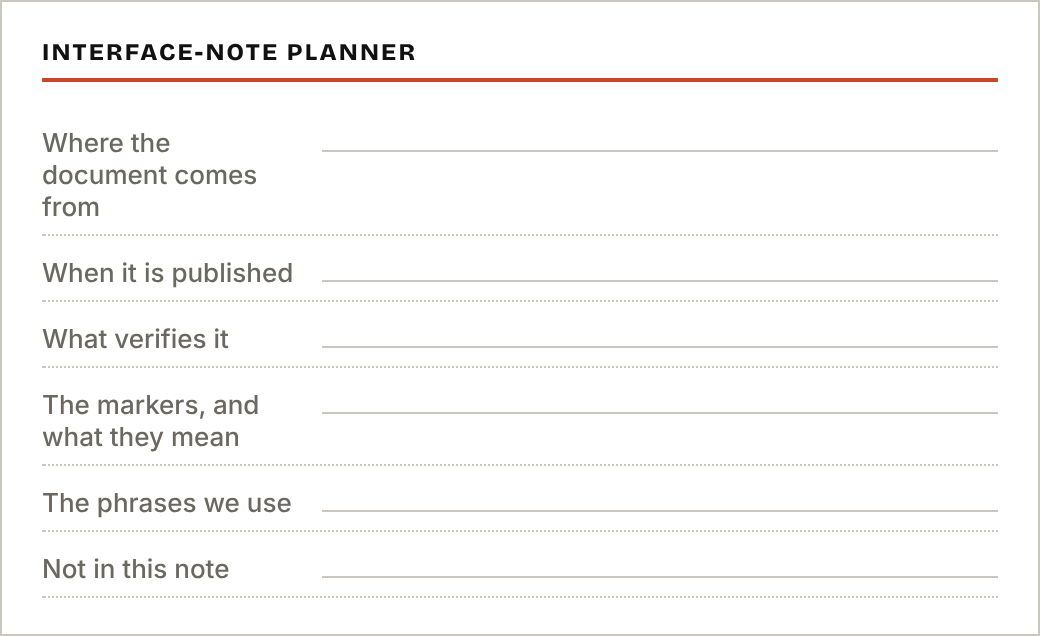 INTERFACE-NOTE PLANNER
Where the
document comes
from
When it is published
What verifies it
The markers, and
what they mean
The phrases we use
Not in this note